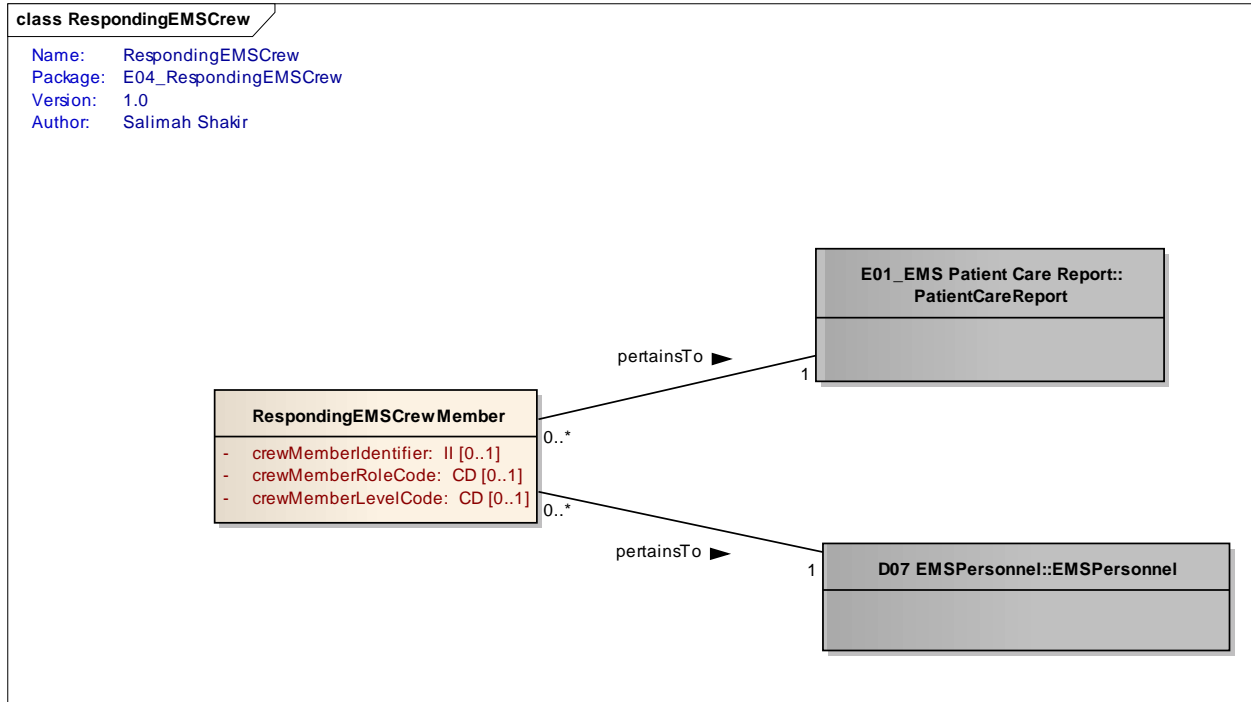 class RespondingEMSCrew
Name: RespondingEMSCrew
Package: E04_RespondingEMSCrew
Version: 1.0
Author: Salimah Shakir
E01_EMS Patient Care Report::
PatientCareReport
pertainsTo
1
RespondingEMSCrewMember
0..*
- crewMemberIdentifier: II [0..1]
- crewMemberRoleCode: CD [0..1]
- crewMemberLevelCode: CD [0..1]
0..*
pertainsTo
1
D07 EMSPersonnel::EMSPersonnel